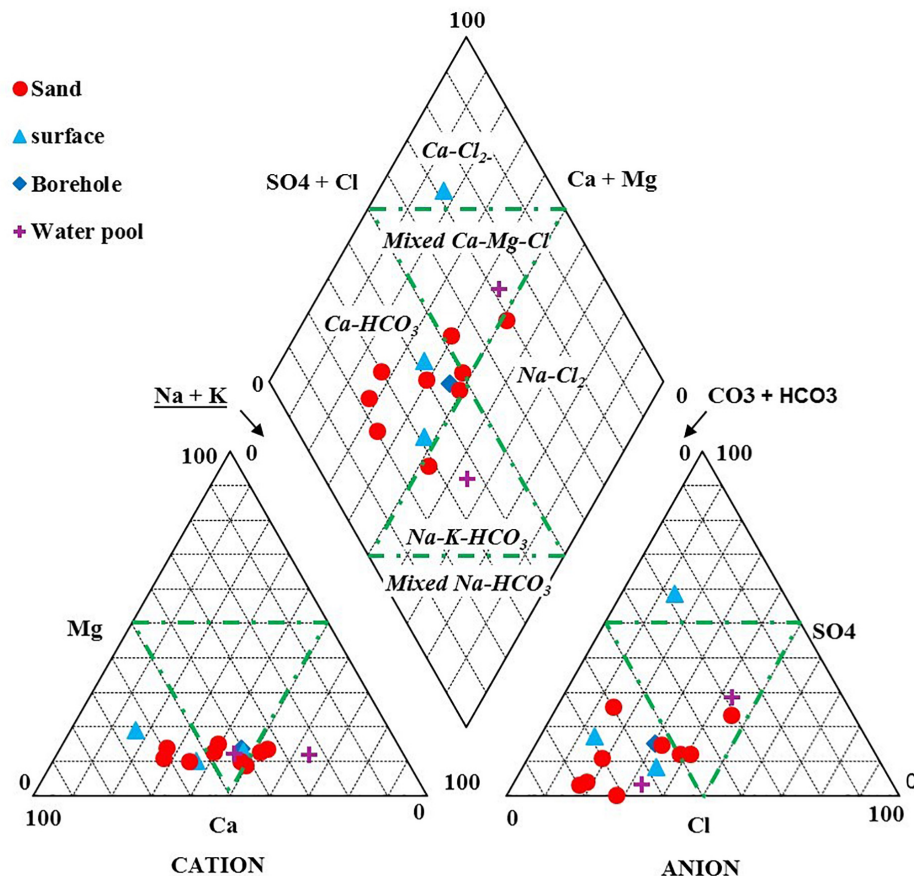 100
Sand
surface
Borehole
Water pool
SO4 + Cl
Ca + Mg
Ca-Cl₂-
Mixed Ca-Mg-Cl
Ca-HCO₃
Na-Cl₂
0
0
Na + K
CO3 + HCO3
Na-K-HCO₃
Mixed Na-HCO₃
100
0
0
100
Mg
SO4
0
100
100
0
0
100
Ca
Cl
CATION
ANION